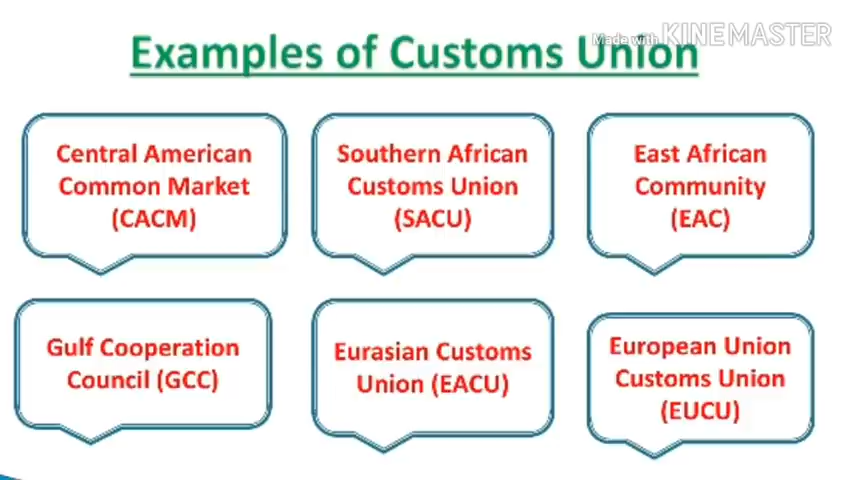 Made with KINEMASTER
Examples of Customs Union
Central American
Common Market
(CACM)
Southern African
Customs Union
(SACU)
East African
Community
(EAC)
Gulf Cooperation
Council (GCC)
Eurasian Customs
Union (EACU)
European Union
Customs Union
(EUCU)